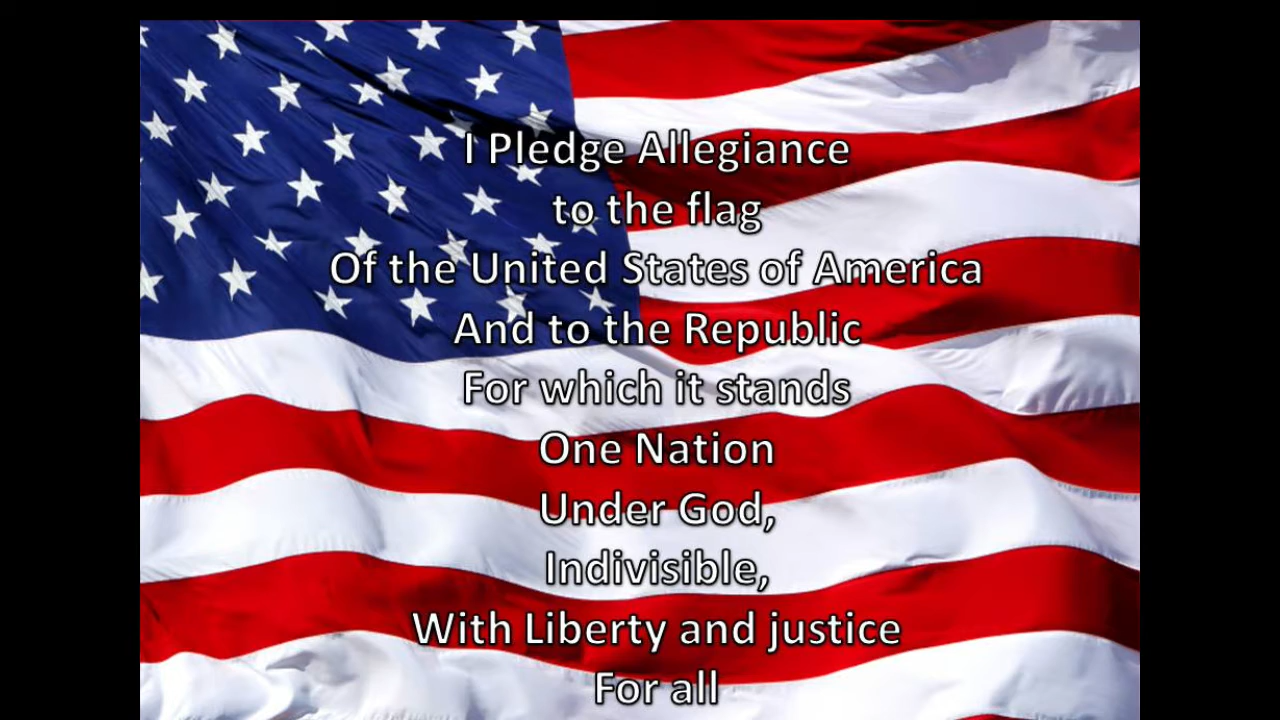 I Pledge Allegiance
to the flag
Of the United States of America
And to the Republic
For which it stands
One Nation
Under God,
Indivisible,
With Liberty and justice
For all